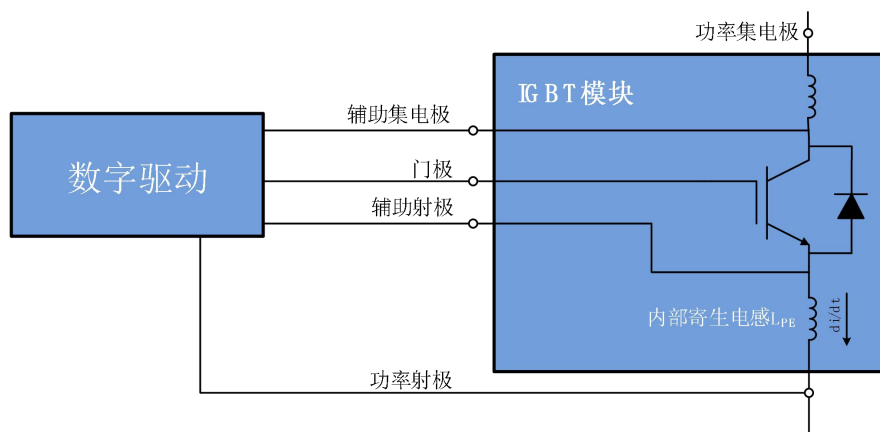 功率集电极
IGBT模块
辅助集电极
数字驱动
门极
辅助射极
内部寄生电感LPE
di/dt
功率射极